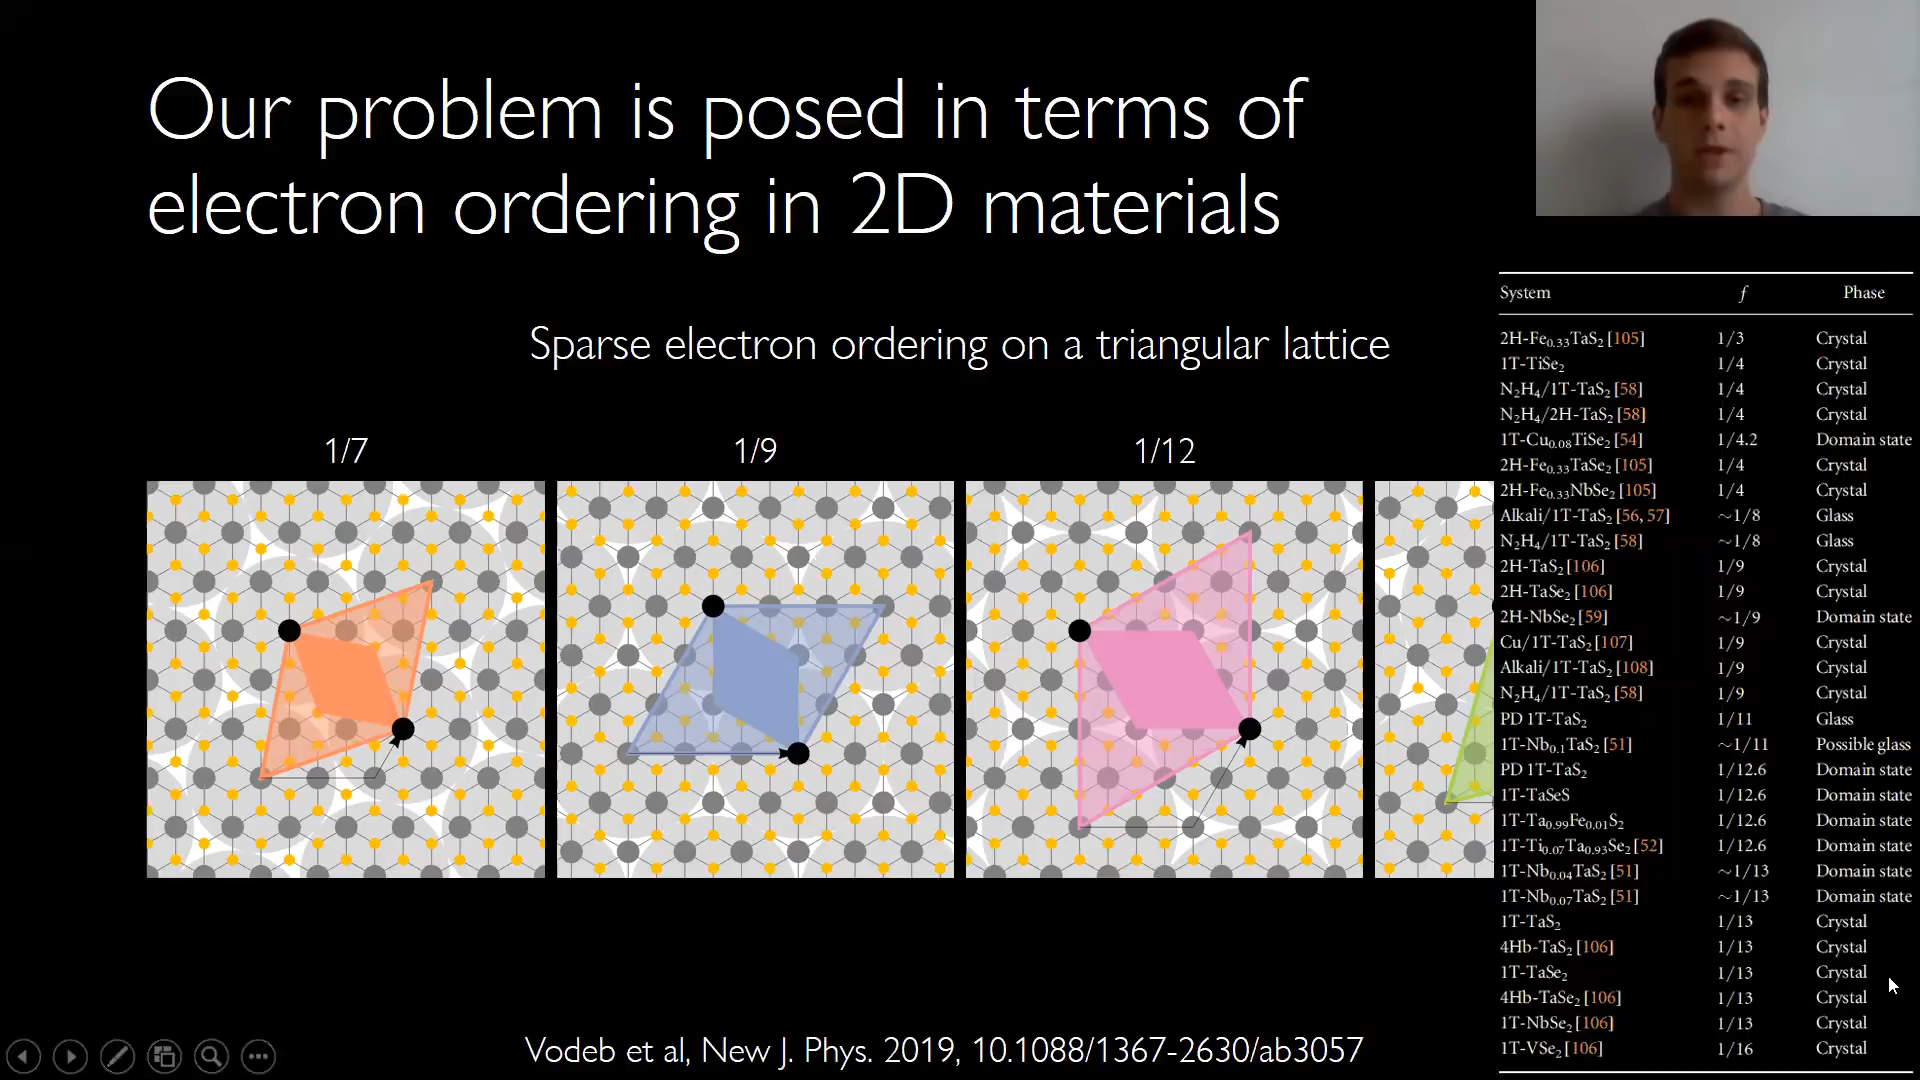 Our problem is posed in terms of
electron ordering in 2D materials
Sparse electron ordering on a triangular lattice
1/7 1/9 1/12
System f Phase
2H-Fe₀.₃₃TaS₂ [105] 1/3 Crystal
1T-TiSe₂ 1/4 Crystal
N₂H₄/1T-TaS₂ [58] 1/4 Crystal
N₂H₄/2H-TaS₂ [58] 1/4 Crystal
1T-Cu₀.₀₈TiSe₂ [54] 1/4.2 Domain state
2H-Fe₀.₃₃TaSe₂ [105] 1/4 Crystal
2H-Fe₀.₃₃NbSe₂ [105] 1/4 Crystal
Alkali/1T-TaS₂ [56, 57] ~1/8 Glass
N₂H₄/1T-TaS₂ [58] ~1/8 Glass
2H-TaS₂ [106] 1/9 Crystal
2H-TaSe₂ [106] 1/9 Crystal
2H-NbSe₂ [59] ~1/9 Domain state
Cu/1T-TaS₂ [107] 1/9 Crystal
Alkali/1T-TaS₂ [108] 1/9 Crystal
N₂H₄/1T-TaS₂ [58] 1/9 Crystal
PD 1T-TaS₂ 1/11 Glass
1T-Nb₀.₁TaS₂ [51] ~1/11 Possible glass
PD 1T-TaS₂ 1/12.6 Domain state
1T-TaSeS 1/12.6 Domain state
1T-Ta₀.₉₉Fe₀.₀₁S₂ 1/12.6 Domain state
1T-Ti₀.₀₇Ta₀.₉₃Se₂ [52] 1/12.6 Domain state
1T-Nb₀.₀₄TaS₂ [51] ~1/13 Domain state
1T-Nb₀.₀₇TaS₂ [51] ~1/13 Domain state
1T-TaS₂ 1/13 Crystal
4Hb-TaS₂ [106] 1/13 Crystal
1T-TaSe₂ 1/13 Crystal
4Hb-TaSe₂ [106] 1/13 Crystal
1T-NbSe₂ [106] 1/13 Crystal
1T-VSe₂ [106] 1/16 Crystal
Vodeb et al, New J. Phys. 2019, 10.1088/1367-2630/ab3057